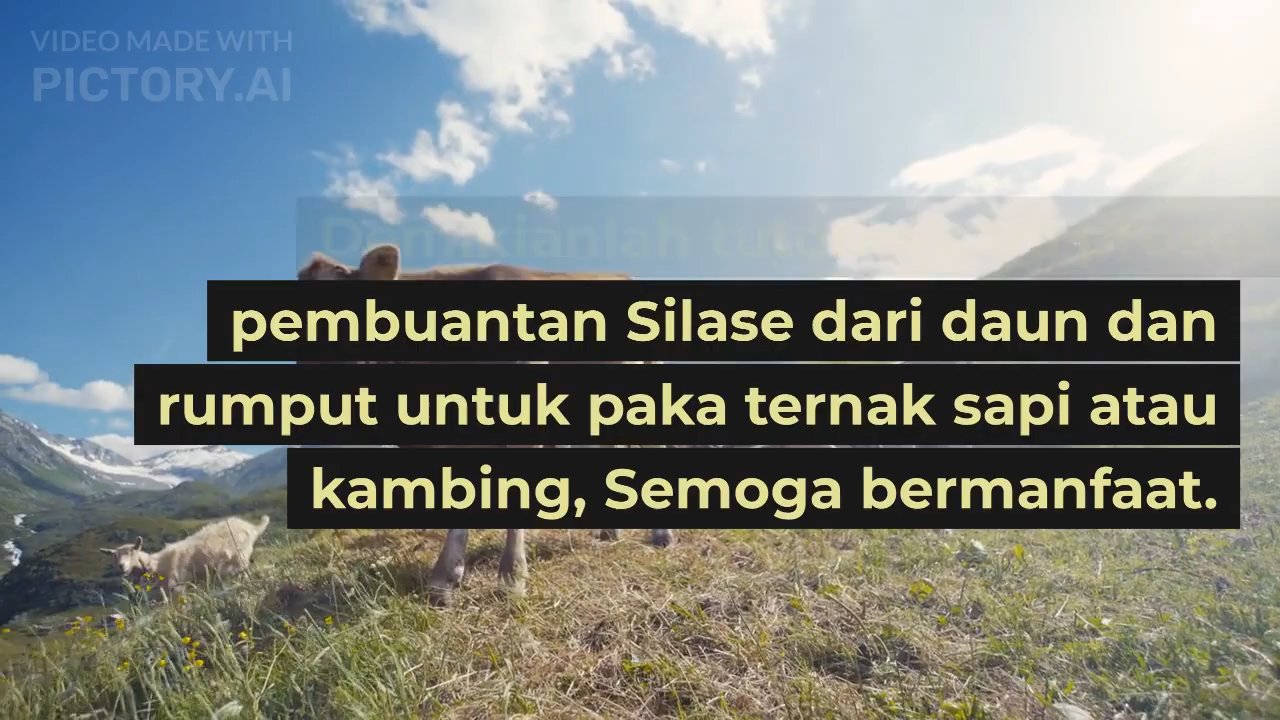 VIDEO MADE WITH
PICTORY.AI
Demikianlah
pembuantan Silase dari daun dan
rumput untuk paka ternak sapi atau
kambing, Semoga bermanfaat.